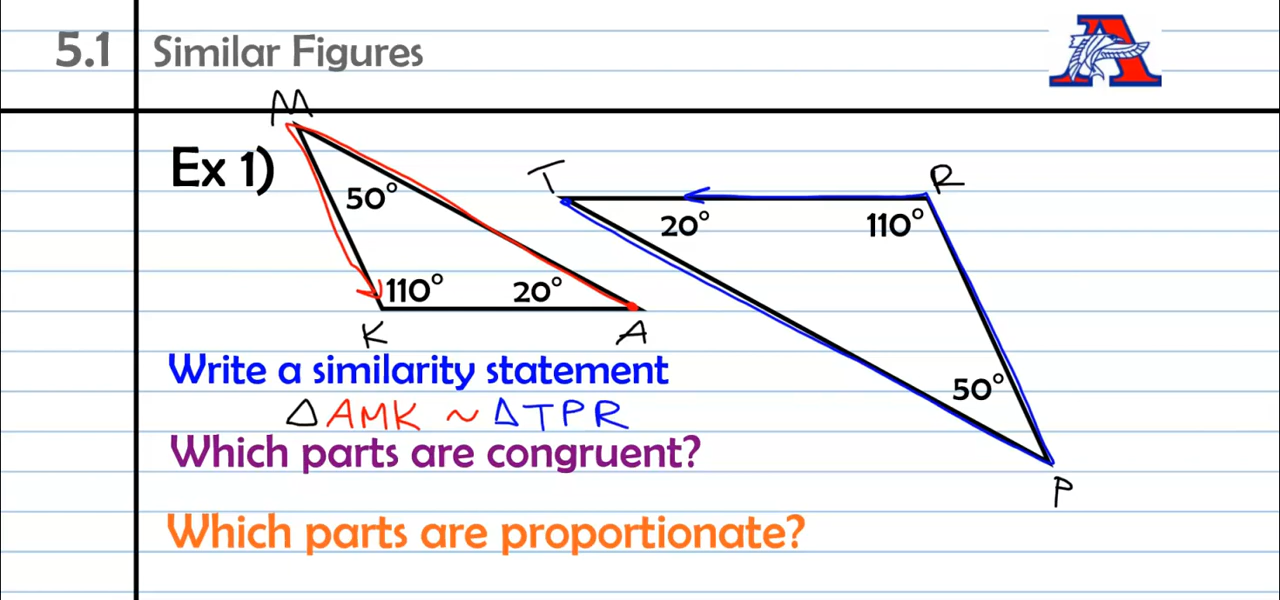 5.1 Similar Figures
M
Ex 1)
T
R
50°
20°
110°
110°
20°
K
A
50°
Write a similarity statement
△AMK ~ △TPR
Which parts are congruent?
P
Which parts are proportionate?